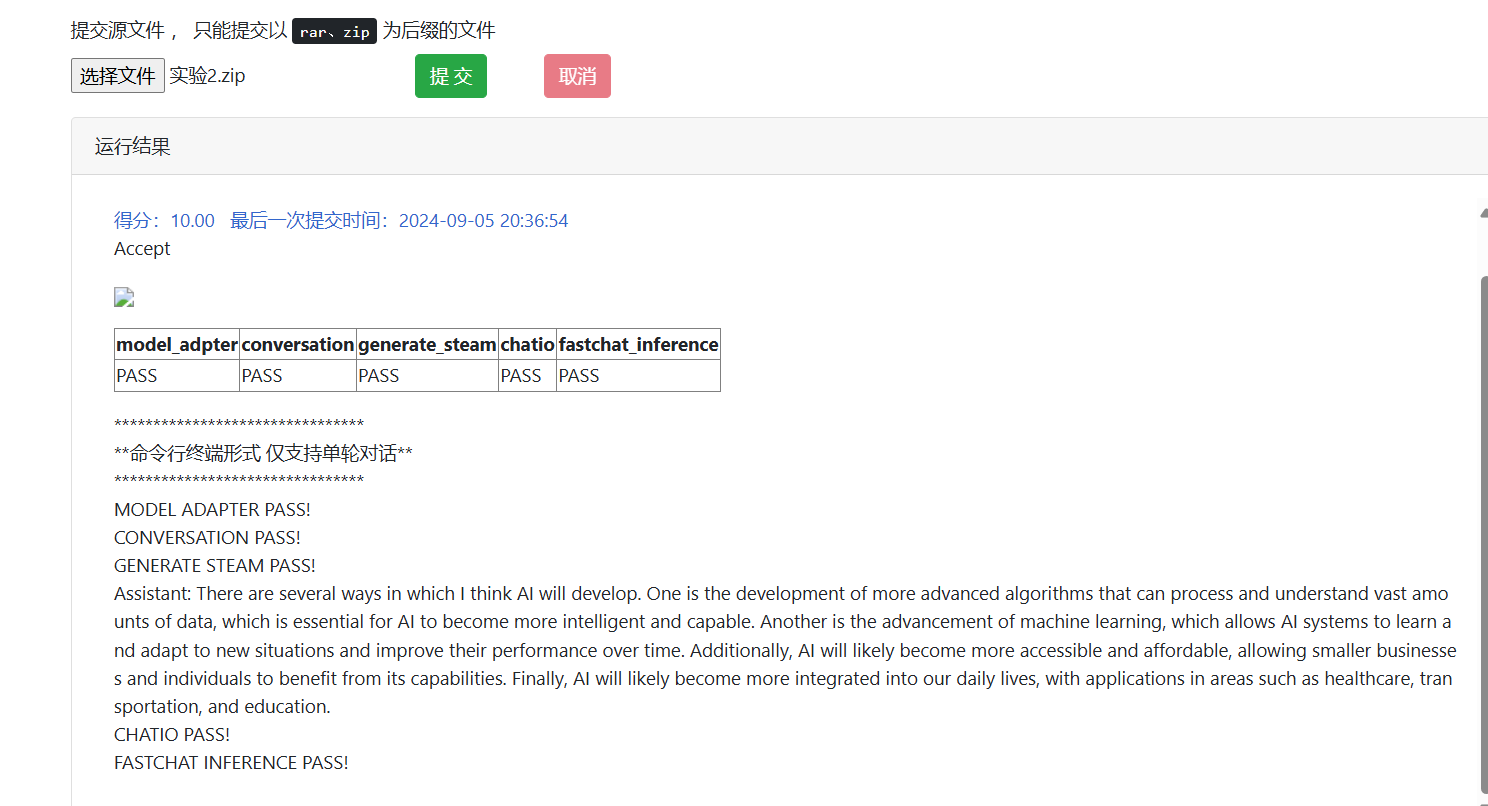 提交源文件 ， 只能提交以 rar、zip 为后缀的文件
选择文件 实验2.zip 提 交 取消
运行结果
得分：10.00 最后一次提交时间：2024-09-05 20:36:54
Accept
model_adpter conversation generate_steam chatio fastchat_inference
PASS PASS PASS PASS PASS
********************************
**命令行终端形式 仅支持单轮对话**
********************************
MODEL ADAPTER PASS!
CONVERSATION PASS!
GENERATE STEAM PASS!
Assistant: There are several ways in which I think AI will develop. One is the development of more advanced algorithms that can process and understand vast amo
unts of data, which is essential for AI to become more intelligent and capable. Another is the advancement of machine learning, which allows AI systems to learn a
nd adapt to new situations and improve their performance over time. Additionally, AI will likely become more accessible and affordable, allowing smaller businesse
s and individuals to benefit from its capabilities. Finally, AI will likely become more integrated into our daily lives, with applications in areas such as healthcare, tran
sportation, and education.
CHATIO PASS!
FASTCHAT INFERENCE PASS!